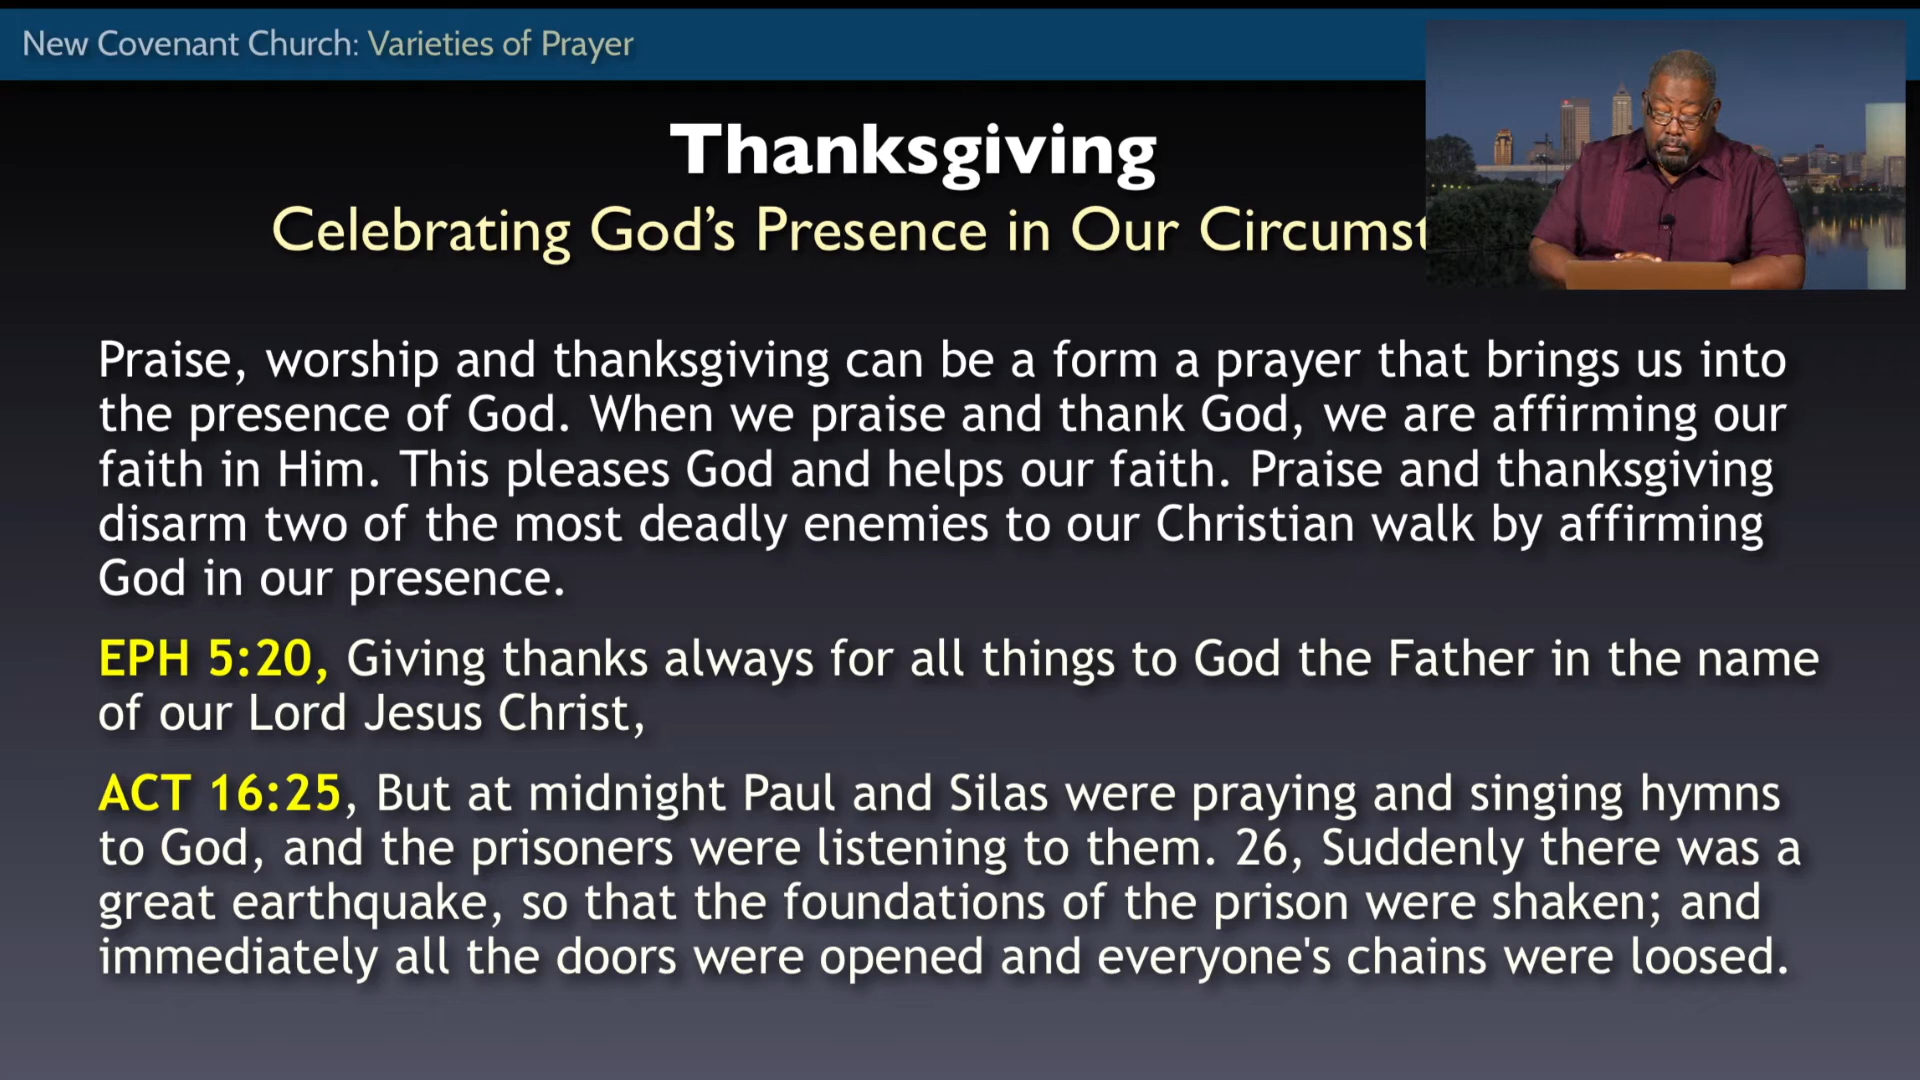 New Covenant Church: Varieties of Prayer
Thanksgiving
Celebrating God's Presence in Our
Praise, worship and thanksgiving can be a form a prayer that brings us into
the presence of God. When we praise and thank God, we are affirming our
faith in Him. This pleases God and helps our faith. Praise and thanksgiving
disarm two of the most deadly enemies to our Christian walk by affirming
God in our presence.
EPH 5:20, Giving thanks always for all things to God the Father in the name
of our Lord Jesus Christ,
ACT 16:25, But at midnight Paul and Silas were praying and singing hymns
to God, and the prisoners were listening to them. 26, Suddenly there was a
great earthquake, so that the foundations of the prison were shaken; and
immediately all the doors were opened and everyone's chains were loosed.